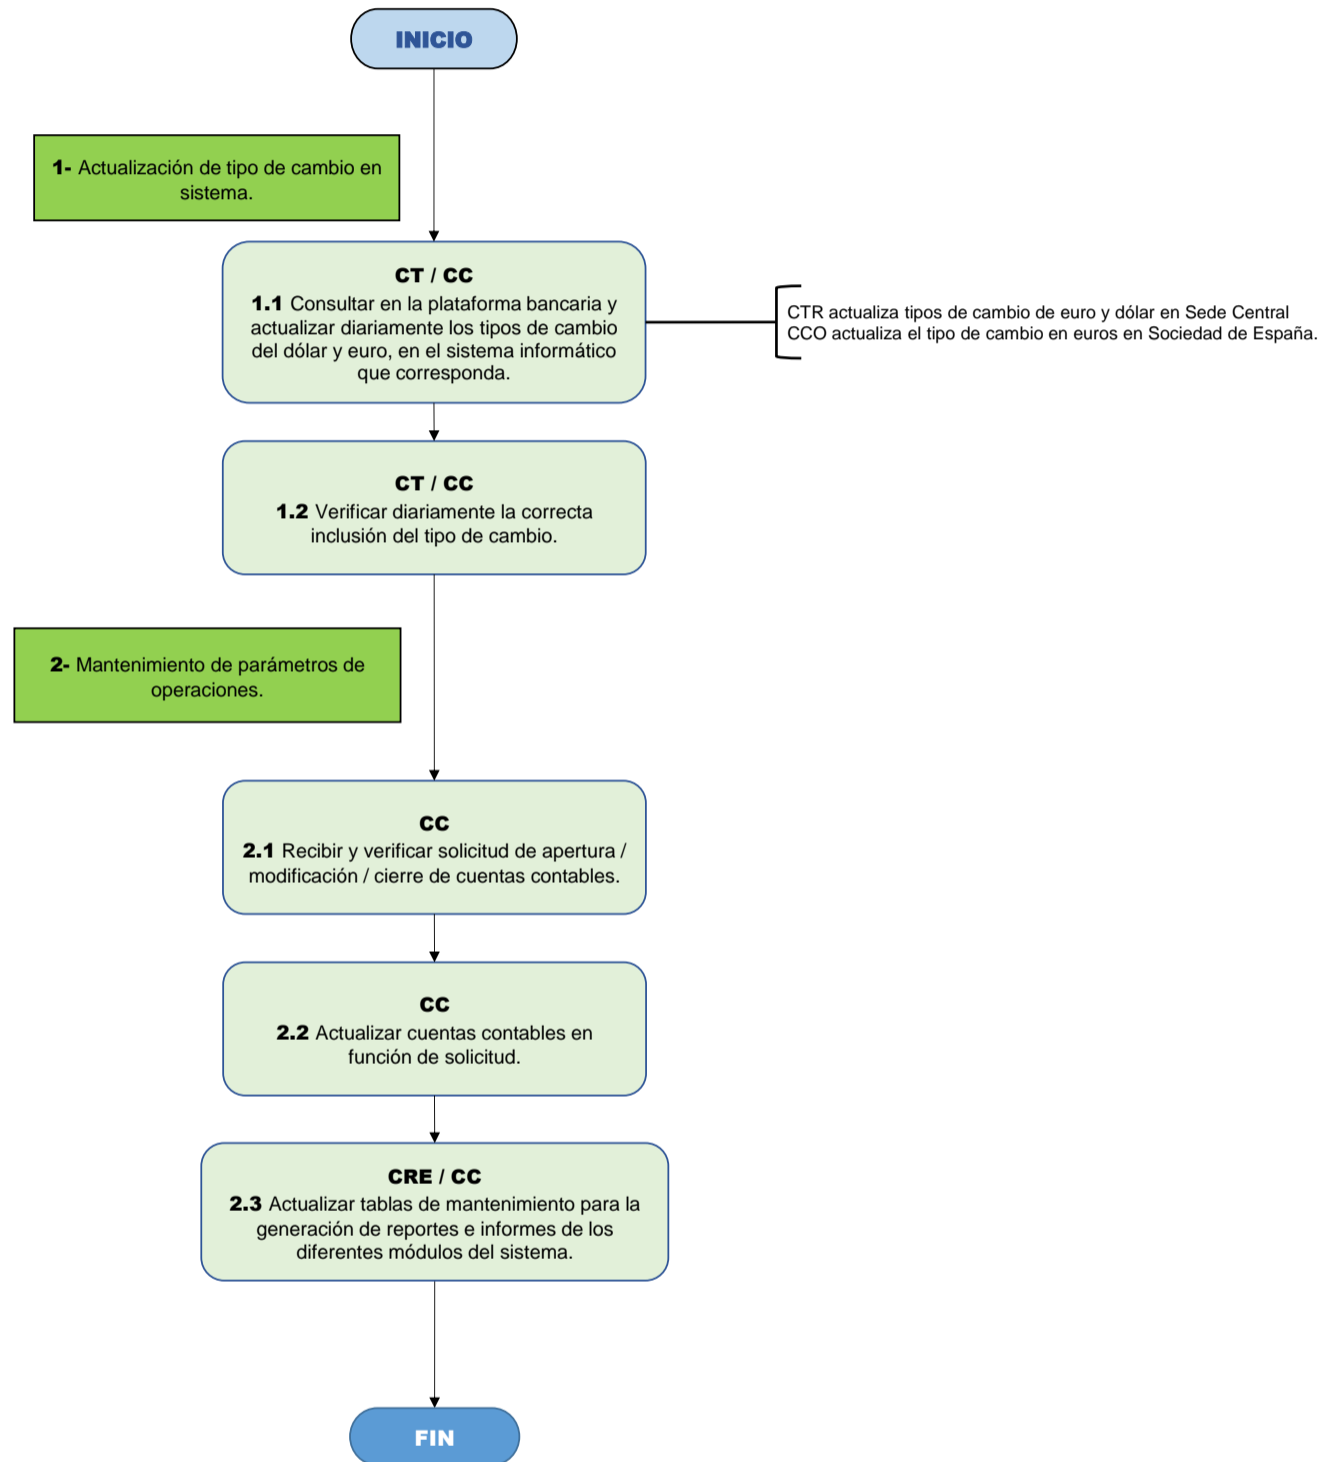 INICIO
1- Actualización de tipo de cambio en
sistema.
CT / CC
1.1 Consultar en la plataforma bancaria y
actualizar diariamente los tipos de cambio
del dólar y euro, en el sistema informático
que corresponda.
CTR actualiza tipos de cambio de euro y dólar en Sede Central
CCO actualiza el tipo de cambio en euros en Sociedad de España.
CT / CC
1.2 Verificar diariamente la correcta
inclusión del tipo de cambio.
2- Mantenimiento de parámetros de
operaciones.
CC
2.1 Recibir y verificar solicitud de apertura /
modificación / cierre de cuentas contables.
CC
2.2 Actualizar cuentas contables en
función de solicitud.
CRE / CC
2.3 Actualizar tablas de mantenimiento para la
generación de reportes e informes de los
diferentes módulos del sistema.
FIN